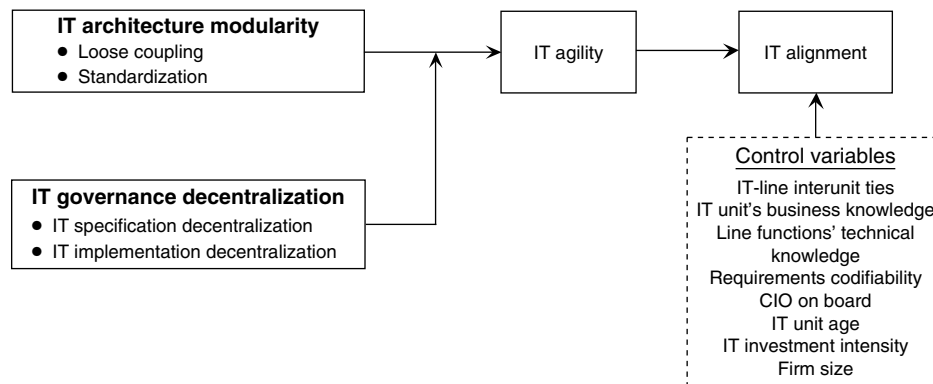 IT architecture modularity
● Loose coupling
● Standardization
IT agility
IT alignment
IT governance decentralization
● IT specification decentralization
● IT implementation decentralization
Control variables
IT-line interunit ties
IT unit's business knowledge
Line functions' technical
knowledge
Requirements codifiability
CIO on board
IT unit age
IT investment intensity
Firm size